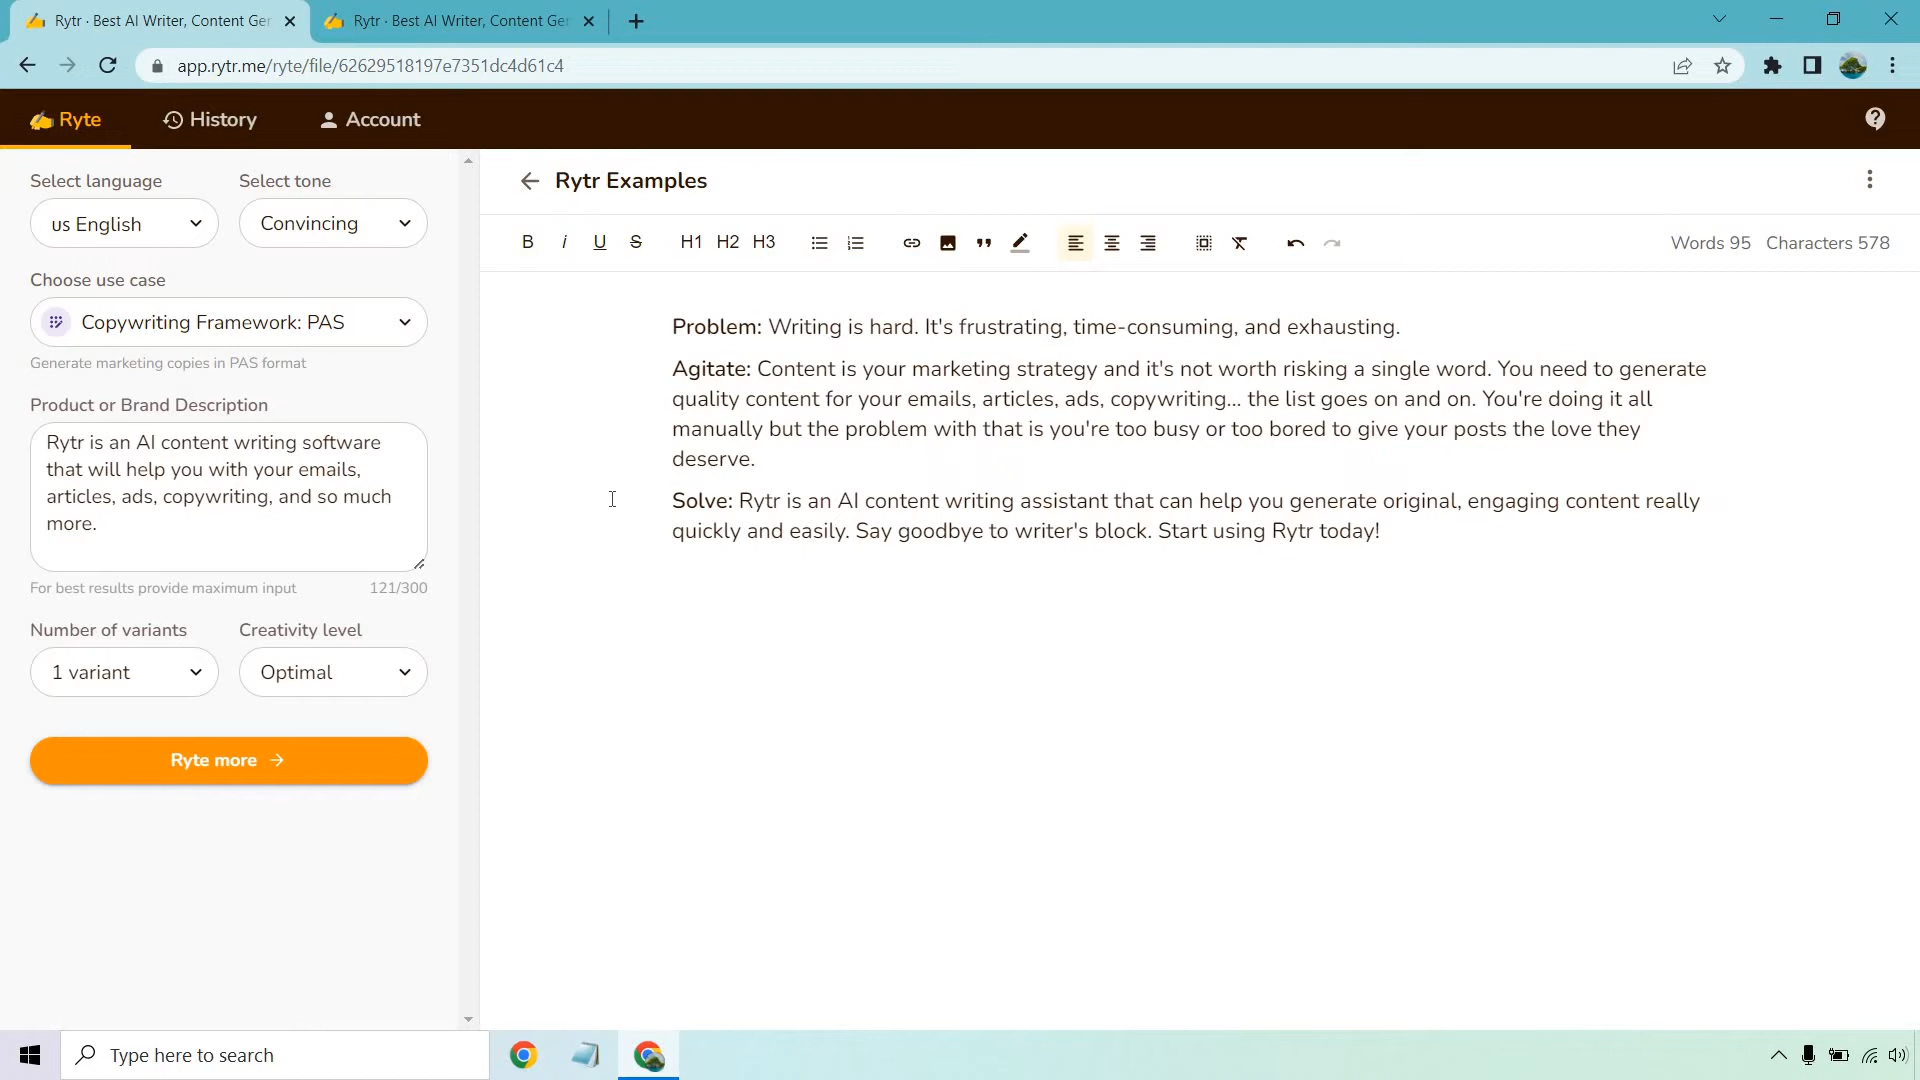 Rytr · Best AI Writer, Content Ger
Rytr · Best AI Writer, Content Ger
app.rytr.me/ryte/file/62629518197e7351dc4d61c4
Ryte
History
Account
Select language
Select tone
us English
Convincing
Choose use case
Copywriting Framework: PAS
Generate marketing copies in PAS format
Product or Brand Description
Rytr is an AI content writing software
that will help you with your emails,
articles, ads, copywriting, and so much
more.
For best results provide maximum input
121/300
Number of variants
Creativity level
1 variant
Optimal
Ryte more
Rytr Examples
B i U S H1 H2 H3
Words 95 Characters 578
Problem: Writing is hard. It's frustrating, time-consuming, and exhausting.
Agitate: Content is your marketing strategy and it's not worth risking a single word. You need to generate
quality content for your emails, articles, ads, copywriting... the list goes on and on. You're doing it all
manually but the problem with that is you're too busy or too bored to give your posts the love they
deserve.
Solve: Rytr is an AI content writing assistant that can help you generate original, engaging content really
quickly and easily. Say goodbye to writer's block. Start using Rytr today!
Type here to search